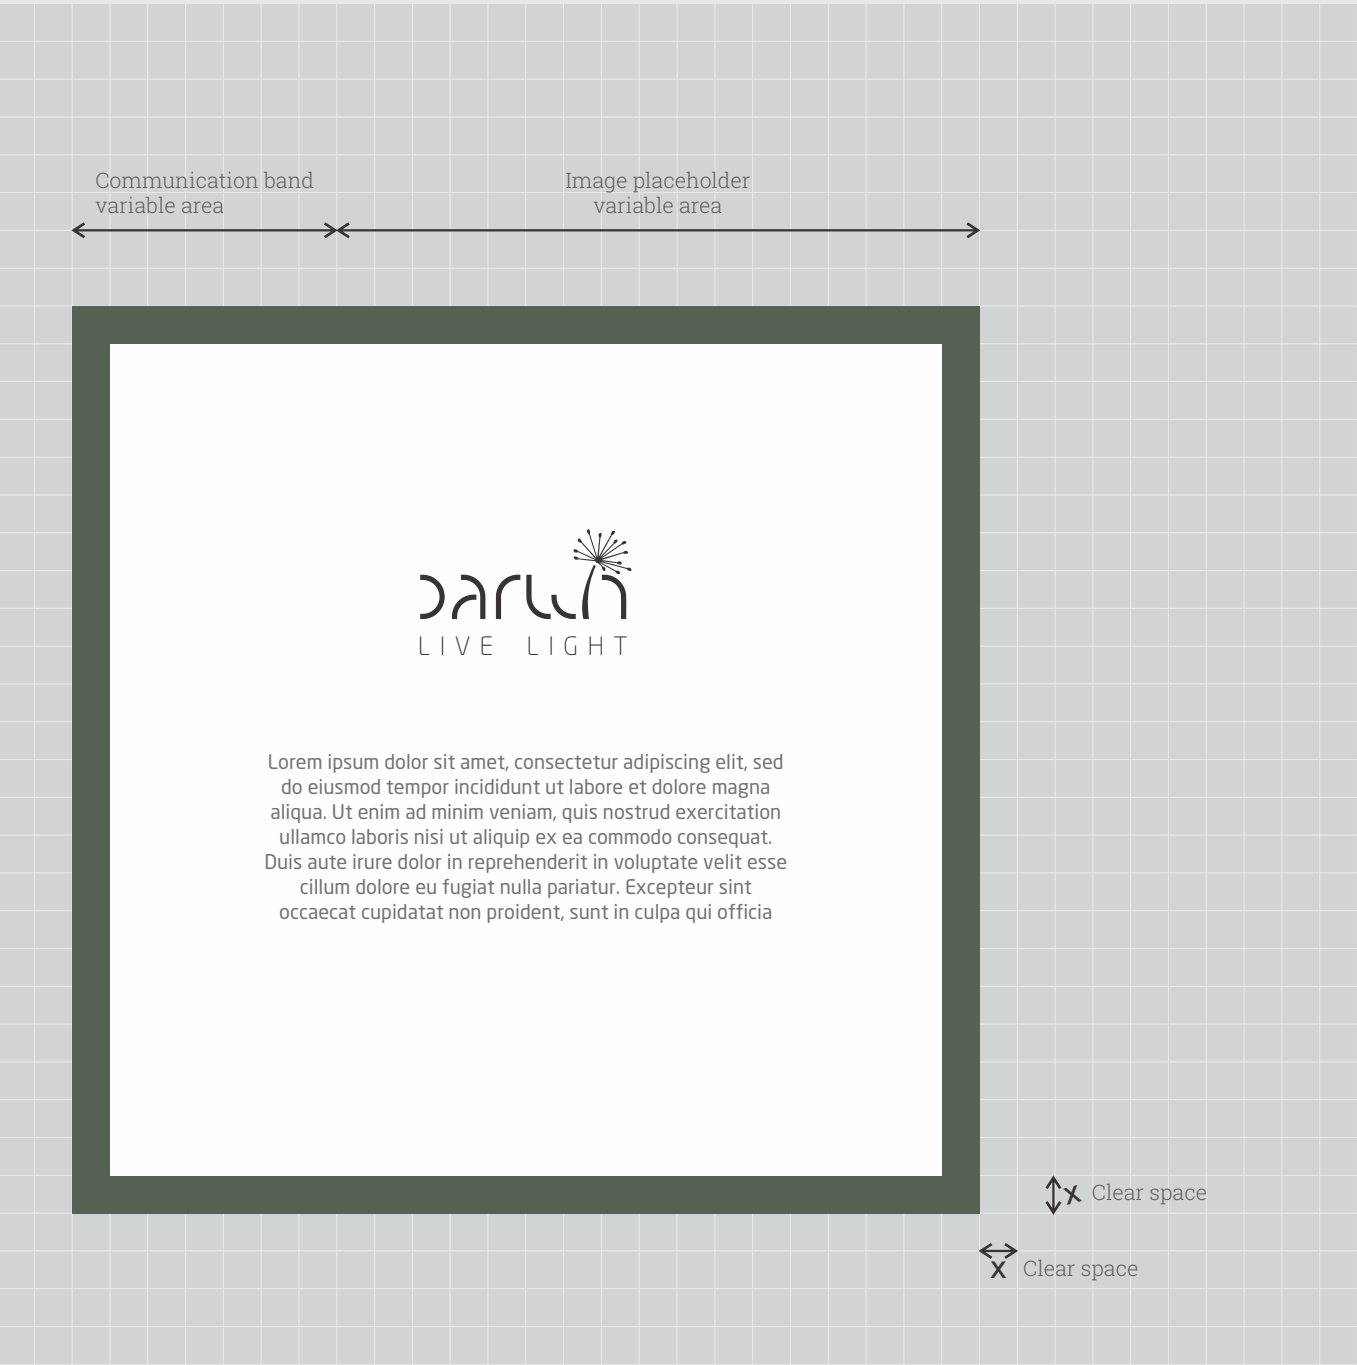 Communication band
variable area
Image placeholder
variable area
Darwin
LIVE LIGHT
Lorem ipsum dolor sit amet, consectetur adipiscing elit, sed
do eiusmod tempor incididunt ut labore et dolore magna
aliqua. Ut enim ad minim veniam, quis nostrud exercitation
ullamco laboris nisi ut aliquip ex ea commodo consequat.
Duis aute irure dolor in reprehenderit in voluptate velit esse
cillum dolore eu fugiat nulla pariatur. Excepteur sint
occaecat cupidatat non proident, sunt in culpa qui officia
X Clear space
X Clear space